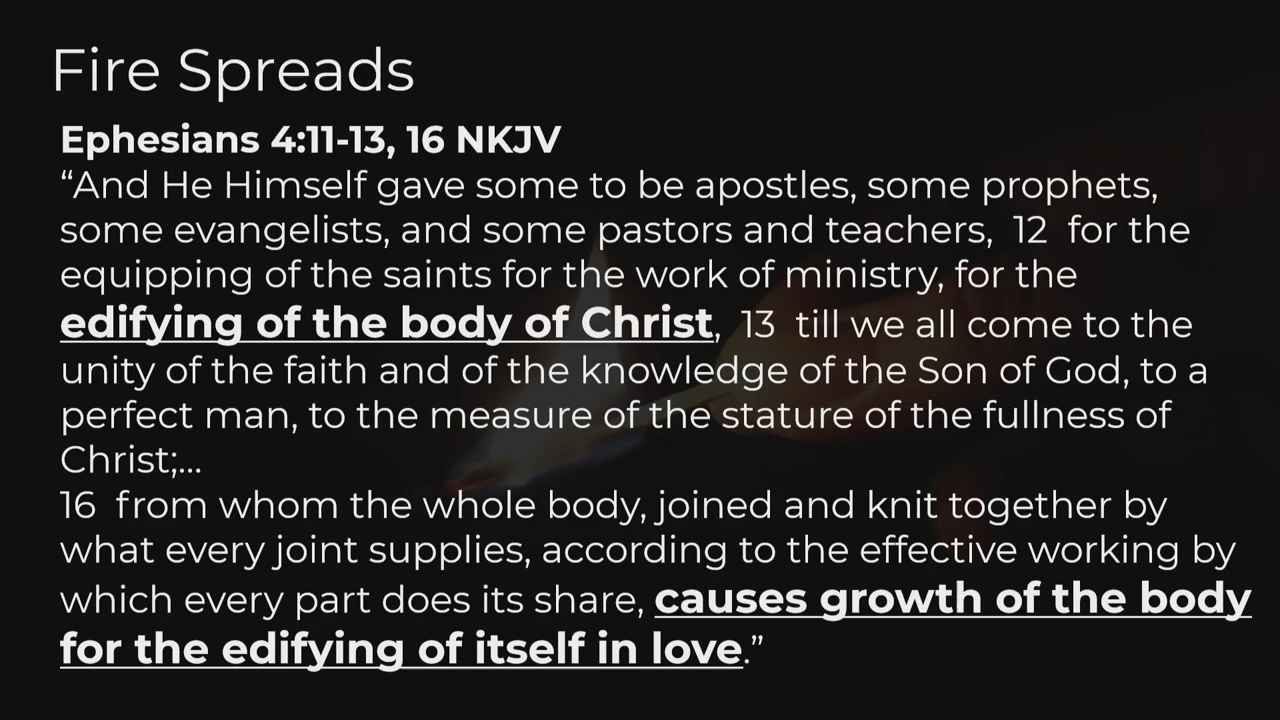 Fire Spreads
Ephesians 4:11-13, 16 NKJV
“And He Himself gave some to be apostles, some prophets,
some evangelists, and some pastors and teachers,  12  for the
equipping of the saints for the work of ministry, for the
edifying of the body of Christ,  13  till we all come to the
unity of the faith and of the knowledge of the Son of God, to a
perfect man, to the measure of the stature of the fullness of
Christ;...
16  from whom the whole body, joined and knit together by
what every joint supplies, according to the effective working by
which every part does its share, causes growth of the body
for the edifying of itself in love.”